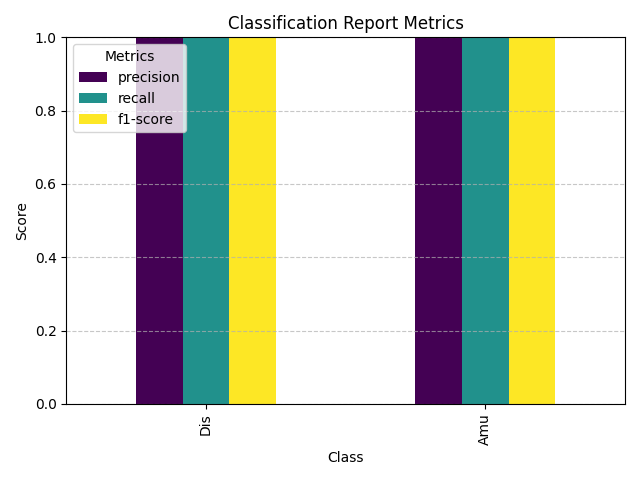 Classification Report Metrics
Metrics
precision
recall
f1-score
1.0
0.8
0.6
0.4
0.2
0.0
Score
Dis
Amu
Class